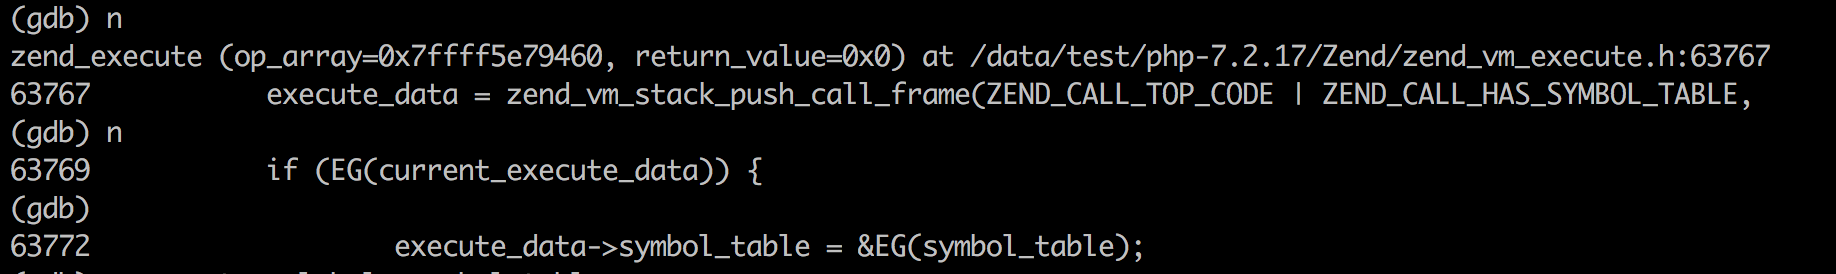 (gdb) n
zend_execute (op_array=0x7ffff5e79460, return_value=0x0) at /data/test/php-7.2.17/Zend/zend_vm_execute.h:63767
63767 execute_data = zend_vm_stack_push_call_frame(ZEND_CALL_TOP_CODE | ZEND_CALL_HAS_SYMBOL_TABLE,
(gdb) n
63769 if (EG(current_execute_data)) {
(gdb)
63772 execute_data->symbol_table = &EG(symbol_table);